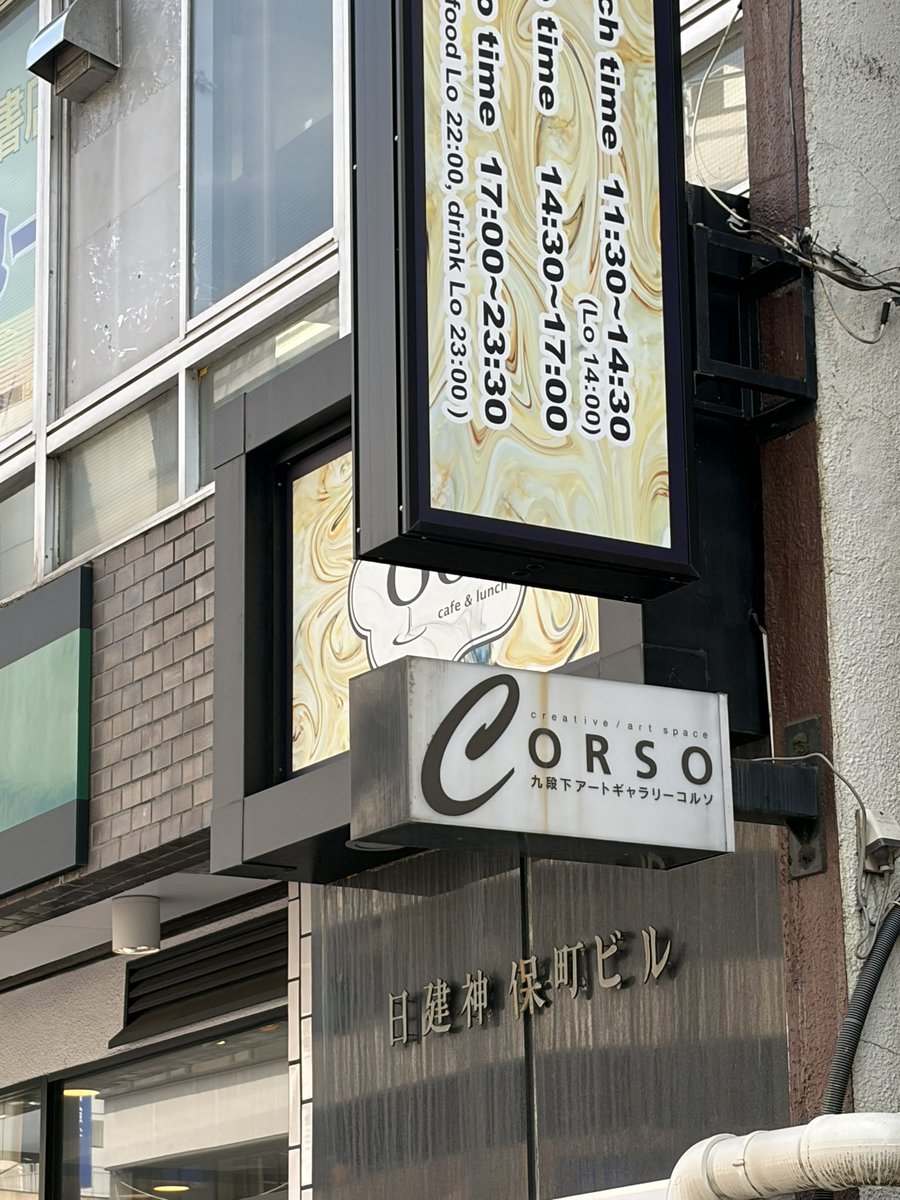 ch time 11:30~14:30
(Lo 14:00)
time 14:30~17:00
o time 17:00~23:30
food Lo 22:00, drink Lo 23:00 )
cafe & lunch
creative/art space
CORSO
九段下アートギャラリーコルソ
日建神保町ビル
書